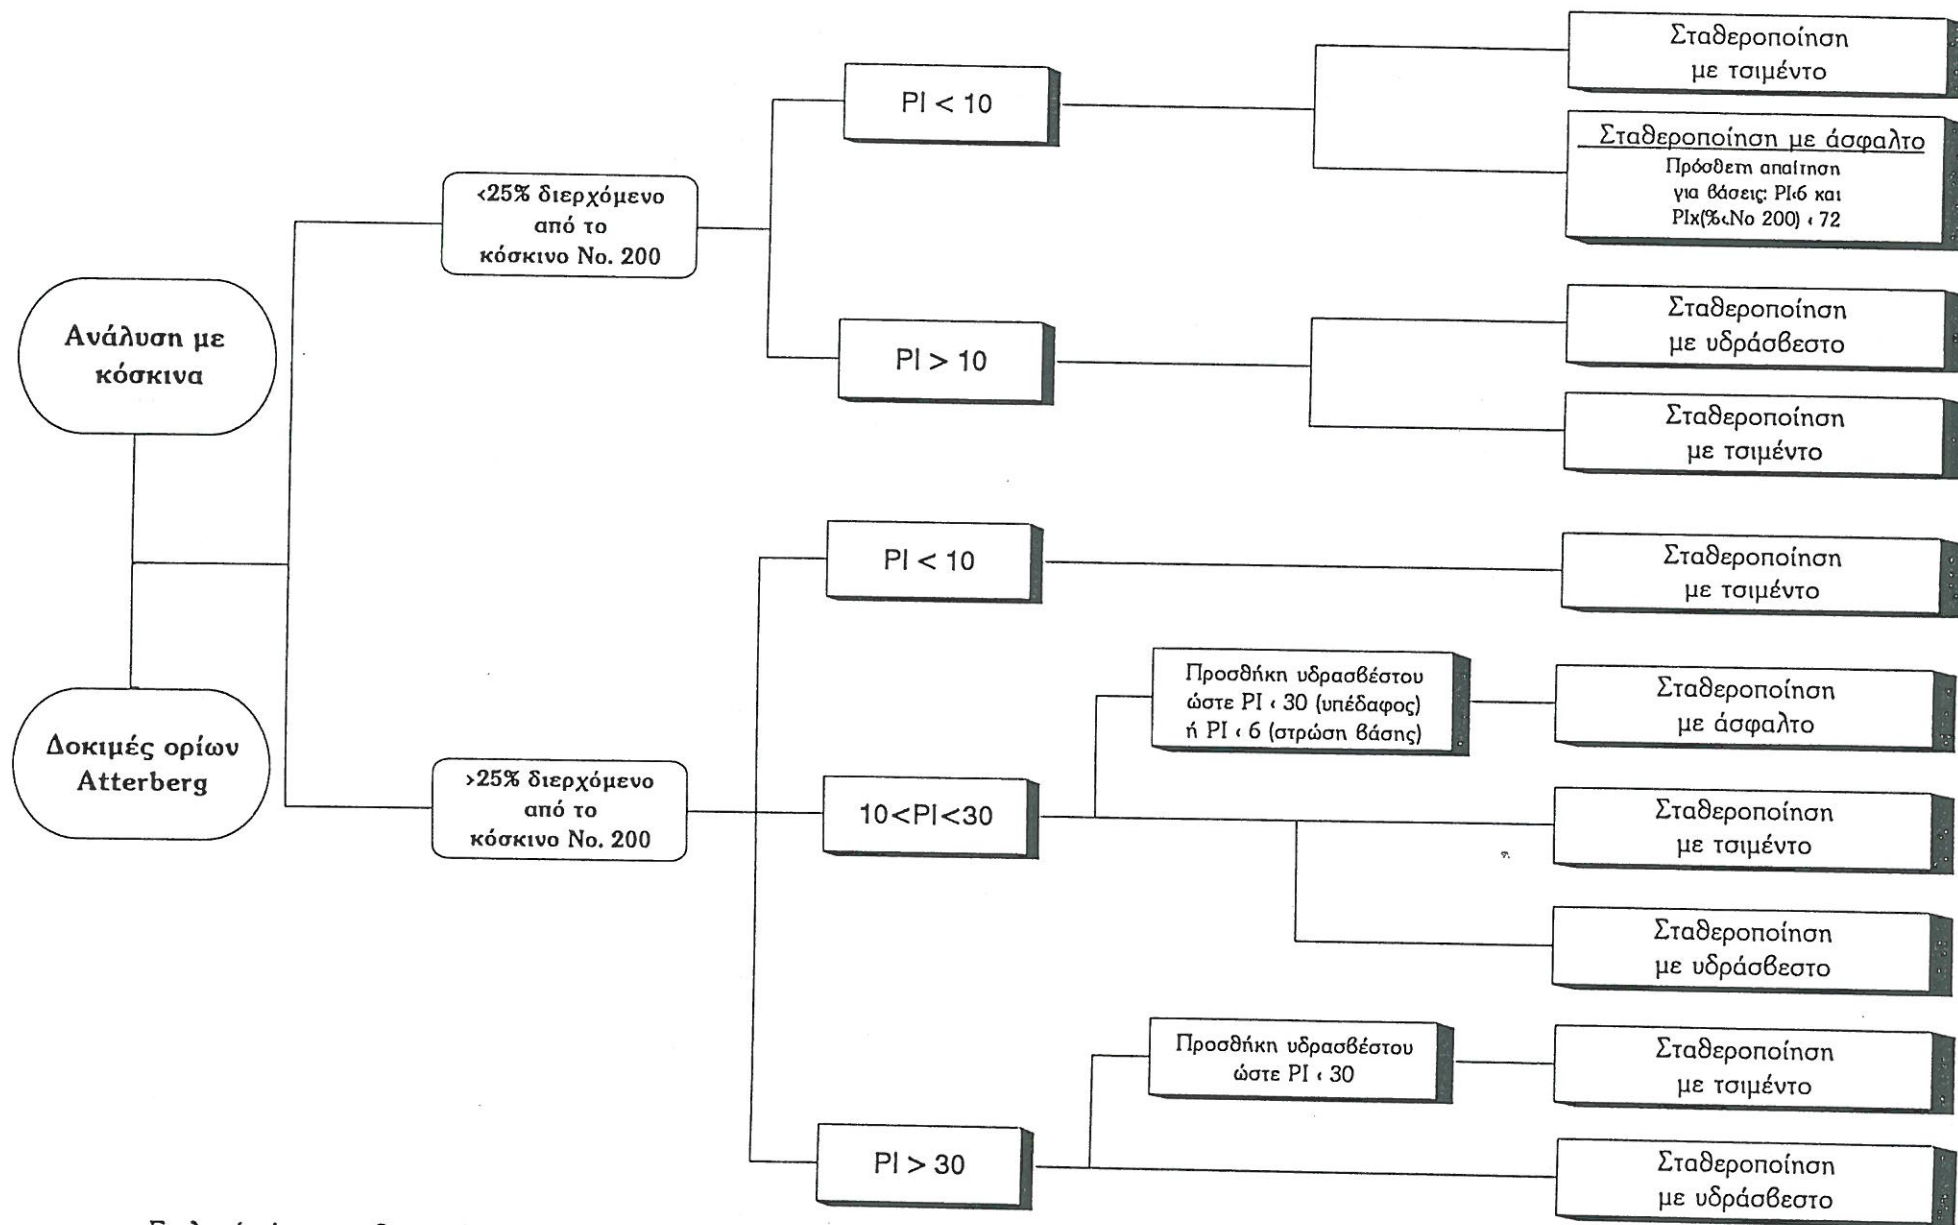 Ανάλυση με
κόσκινα
Δοκιμές ορίων
Atterberg
<25% διερχόμενο
από το
κόσκινο No. 200
>25% διερχόμενο
από το
κόσκινο No. 200
PI < 10
PI > 10
PI < 10
10<PI<30
PI > 30
Προσθήκη υδρασβέστου
ώστε PI < 30 (υπέδαφος)
ή PI < 6 (στρώση βάσης)
Προσθήκη υδρασβέστου
ώστε PI < 30
Σταθεροποίηση
με τσιμέντο
Σταθεροποίηση με άσφαλτο
Πρόσθετη απαίτηση
για βάσεις: PI<6 και
PIx(%<No 200) < 72
Σταθεροποίηση
με υδράσβεστο
Σταθεροποίηση
με τσιμέντο
Σταθεροποίηση
με τσιμέντο
Σταθεροποίηση
με άσφαλτο
Σταθεροποίηση
με τσιμέντο
Σταθεροποίηση
με υδράσβεστο
Σταθεροποίηση
με τσιμέντο
Σταθεροποίηση
με υδράσβεστο